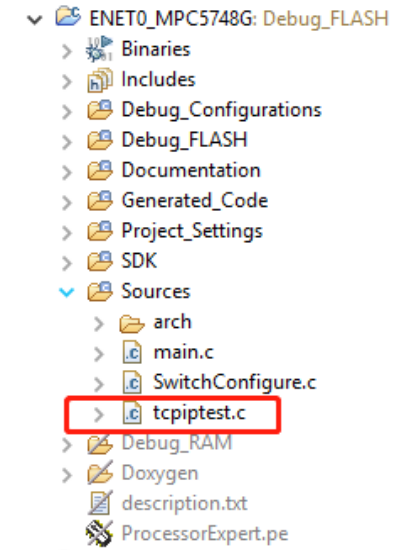 ENET0_MPC5748G: Debug_FLASH
Binaries
Includes
Debug_Configurations
Debug_FLASH
Documentation
Generated_Code
Project_Settings
SDK
Sources
arch
main.c
SwitchConfigure.c
tcpiptest.c
Debug_RAM
Doxygen
description.txt
ProcessorExpert.pe